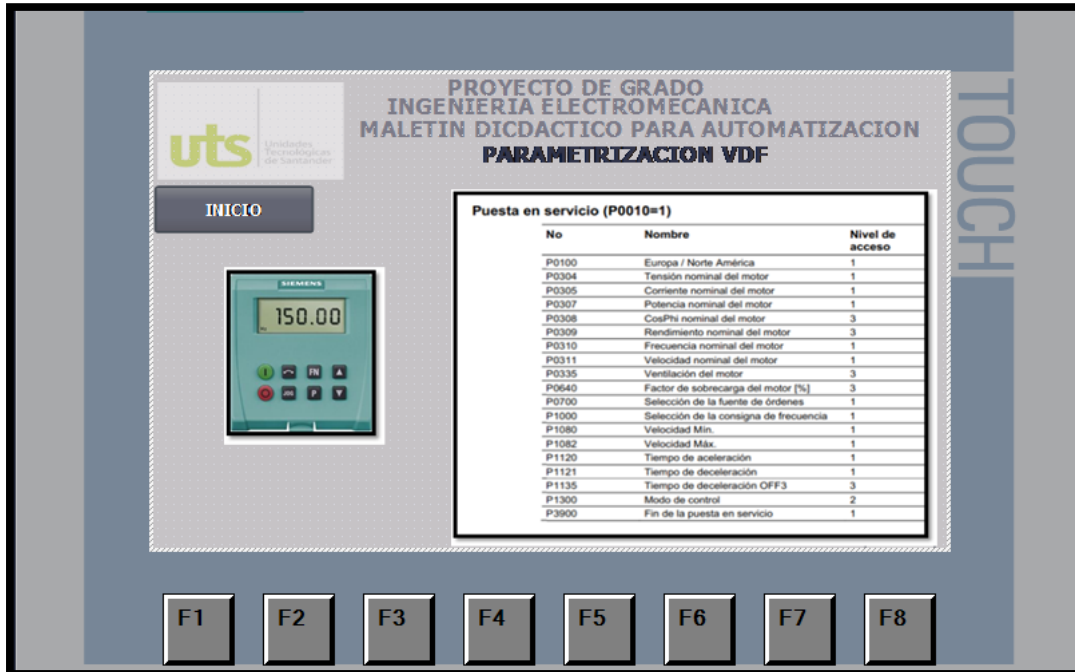 PROYECTO DE GRADO
INGENIERIA ELECTROMECANICA
MALETIN DICDACTICO PARA AUTOMATIZACION
PARAMETRIZACION VDF
uts
Unidades
Tecnológicas
de Santander
TOUCH
INICIO
SIEMENS
150.00
Hz
I FN
JOG P
Puesta en servicio (P0010=1)
No Nombre Nivel de acceso
P0100 Europa / Norte América 1
P0304 Tensión nominal del motor 1
P0305 Corriente nominal del motor 1
P0307 Potencia nominal del motor 1
P0308 CosPhi nominal del motor 3
P0309 Rendimiento nominal del motor 3
P0310 Frecuencia nominal del motor 1
P0311 Velocidad nominal del motor 1
P0335 Ventilación del motor 3
P0640 Factor de sobrecarga del motor [%] 3
P0700 Selección de la fuente de órdenes 1
P1000 Selección de la consigna de frecuencia 1
P1080 Velocidad Mín. 1
P1082 Velocidad Máx. 1
P1120 Tiempo de aceleración 1
P1121 Tiempo de deceleración 1
P1135 Tiempo de deceleración OFF3 3
P1300 Modo de control 2
P3900 Fin de la puesta en servicio 1
F1 F2 F3 F4 F5 F6 F7 F8